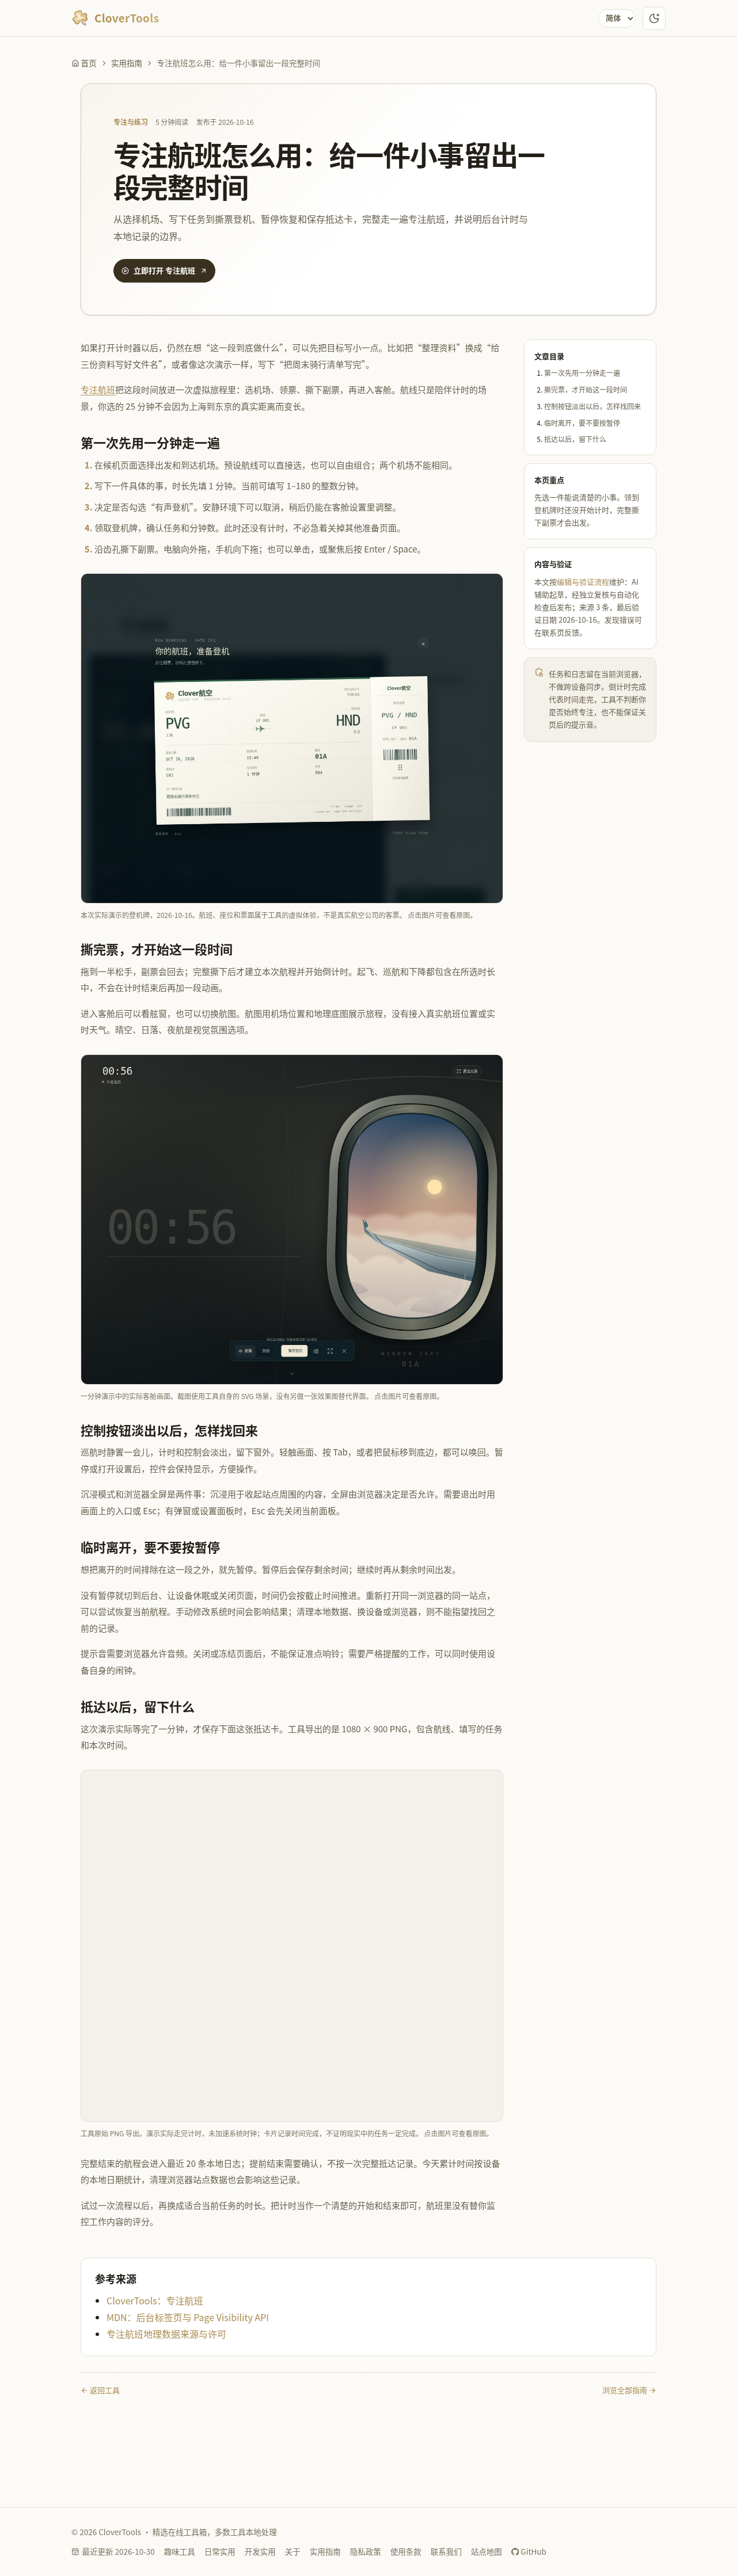 CloverTools
简体
首页 > 实用指南 > 专注航班怎么用：给一件小事留出一段完整时间
专注与练习 5 分钟阅读 发布于 2026-10-16
专注航班怎么用：给一件小事留出一
段完整时间
从选择机场、写下任务到撕票登机、暂停恢复和保存抵达卡，完整走一遍专注航班，并说明后台计时与
本地记录的边界。
立即打开 专注航班
如果打开计时器以后，仍然在想“这一段到底做什么”，可以先把目标写小一点。比如把“整理资料”换成“给
三份资料写好文件名”，或者像这次演示一样，写下“把周末骑行清单写完”。
专注航班把这段时间放进一次虚拟旅程里：选机场、领票、撕下副票，再进入客舱。航线只是陪伴计时的场
景，你选的 25 分钟不会因为上海到东京的真实距离而变长。
第一次先用一分钟走一遍
1. 在候机页面选择出发和到达机场。预设航线可以直接选，也可以自由组合；两个机场不能相同。
2. 写下一件具体的事，时长先填 1 分钟。当前可填写 1–180 的整数分钟。
3. 决定是否勾选“有声登机”。安静环境下可以取消，稍后仍能在客舱设置里调整。
4. 领取登机牌，确认任务和分钟数。此时还没有计时，不必急着关掉其他准备页面。
5. 沿齿孔撕下副票。电脑向外拖，手机向下拖；也可以单击，或聚焦后按 Enter / Space。
你的航班，准备登机
Clover航空
Clover航空
PVG
HND
PVG / HND
CF 001
01A
1 分钟
本次实际演示的登机牌，2026-10-16。航班、座位和票面属于工具的虚拟体验，不是真实航空公司的客票。 点击图片可查看原图。
撕完票，才开始这一段时间
拖到一半松手，副票会回去；完整撕下后才建立本次航程并开始倒计时。起飞、巡航和下降都包含在所选时长
中，不会在计时结束后再加一段动画。
进入客舱后可以看舷窗，也可以切换航图。航图用机场位置和地理底图展示旅程，没有接入真实航班位置或实
时天气。晴空、日落、夜航是视觉氛围选项。
00:56
00:56
01A
一分钟演示中的实际客舱画面。截图使用工具自身的 SVG 场景，没有另做一张效果图替代界面。 点击图片可查看原图。
控制按钮淡出以后，怎样找回来
巡航时静置一会儿，计时和控制会淡出，留下窗外。轻触画面、按 Tab，或者把鼠标移到底边，都可以唤回。暂
停或打开设置后，控件会保持显示，方便操作。
沉浸模式和浏览器全屏是两件事：沉浸用于收起站点周围的内容，全屏由浏览器决定是否允许。需要退出时用
画面上的入口或 Esc；有弹窗或设置面板时，Esc 会先关闭当前面板。
临时离开，要不要按暂停
想把离开的时间排除在这一段之外，就先暂停。暂停后会保存剩余时间；继续时再从剩余时间出发。
没有暂停就切到后台、让设备休眠或关闭页面，时间仍会按截止时间推进。重新打开同一浏览器的同一站点，
可以尝试恢复当前航程。手动修改系统时间会影响结果；清理本地数据、换设备或浏览器，则不能指望找回之
前的记录。
提示音需要浏览器允许音频。关闭或冻结页面后，不能保证准点响铃；需要严格提醒的工作，可以同时使用设
备自身的闹钟。
抵达以后，留下什么
这次演示实际等完了一分钟，才保存下面这张抵达卡。工具导出的是 1080 × 900 PNG，包含航线、填写的任务
和本次时间。
工具原始 PNG 导出。演示实际走完计时，未加速系统时钟；卡片记录时间完成，不证明现实中的任务一定完成。 点击图片可查看原图。
完整结束的航程会进入最近 20 条本地日志；提前结束需要确认，不按一次完整抵达记录。今天累计时间按设备
的本地日期统计，清理浏览器站点数据也会影响这些记录。
试过一次流程以后，再换成适合当前任务的时长。把计时当作一个清楚的开始和结束即可，航班里没有替你监
控工作内容的评分。
文章目录
1. 第一次先用一分钟走一遍
2. 撕完票，才开始这一段时间
3. 控制按钮淡出以后，怎样找回来
4. 临时离开，要不要按暂停
5. 抵达以后，留下什么
本页重点
先选一件能说清楚的小事。领到
登机牌时还没开始计时，完整撕
下副票才会出发。
内容与验证
本文按编辑与验证流程维护：AI
辅助起草，经独立复核与自动化
检查后发布；来源 3 条，最后验
证日期 2026-10-16。发现错误可
在联系页反馈。
任务和日志留在当前浏览器，
不做跨设备同步。倒计时完成
代表时间走完，工具不判断你
是否始终专注，也不能保证关
页后的提示音。
参考来源
CloverTools：专注航班
MDN：后台标签页与 Page Visibility API
专注航班地理数据来源与许可
← 返回工具
浏览全部指南 →
© 2026 CloverTools · 精选在线工具箱，多数工具本地处理
最近更新 2026-10-30 趣味工具 日常实用 开发实用 关于 实用指南 隐私政策 使用条款 联系我们 站点地图 GitHub